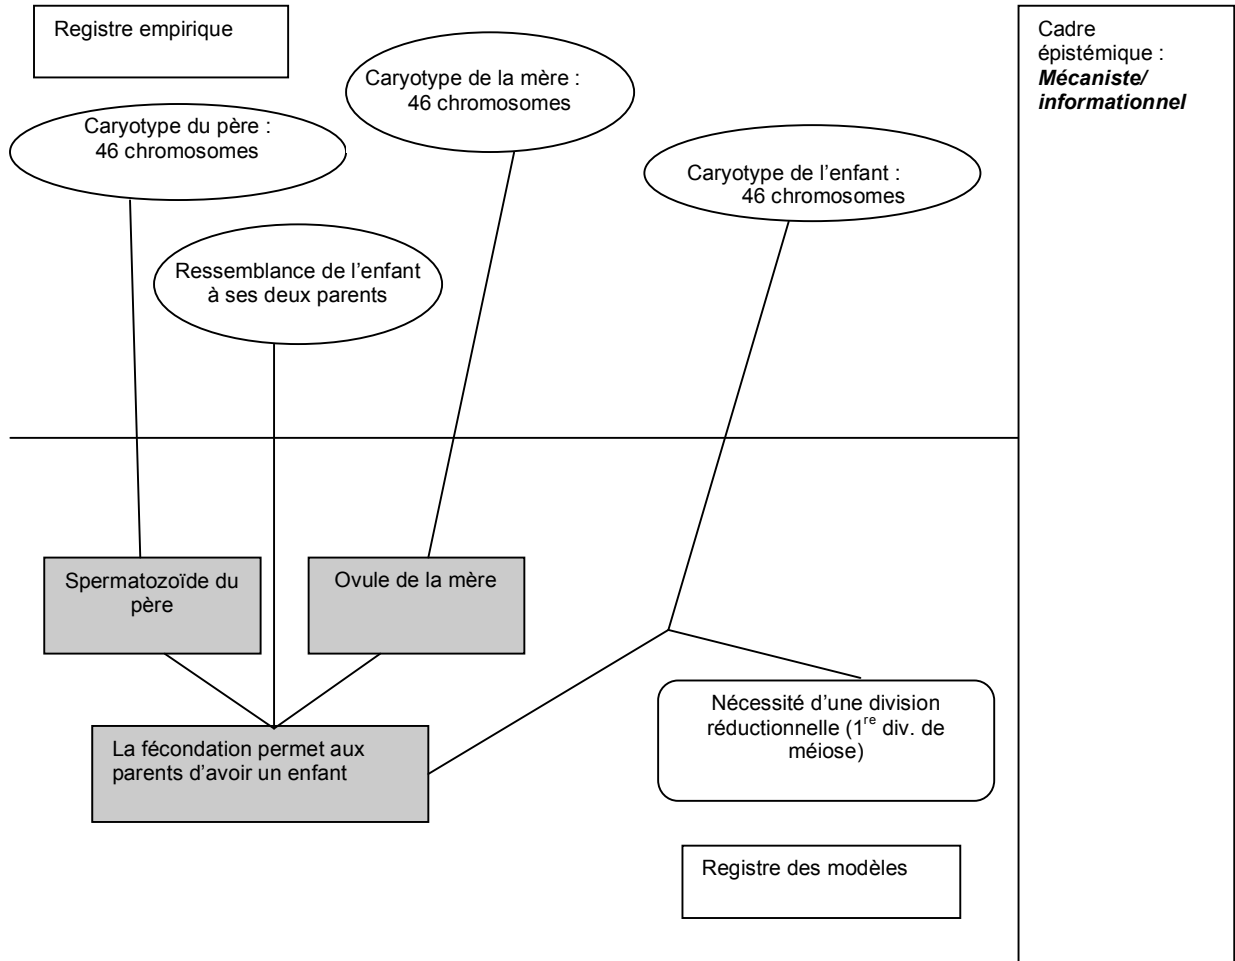 Registre empirique
Cadre
épistémique :
Mécaniste/
informationnel
Caryotype de la mère :
46 chromosomes
Caryotype du père :
46 chromosomes
Caryotype de l’enfant :
46 chromosomes
Ressemblance de l’enfant
à ses deux parents
Spermatozoïde du
père
Ovule de la mère
Nécessité d’une division
réductionnelle (1re div. de
méiose)
La fécondation permet aux
parents d’avoir un enfant
Registre des modèles